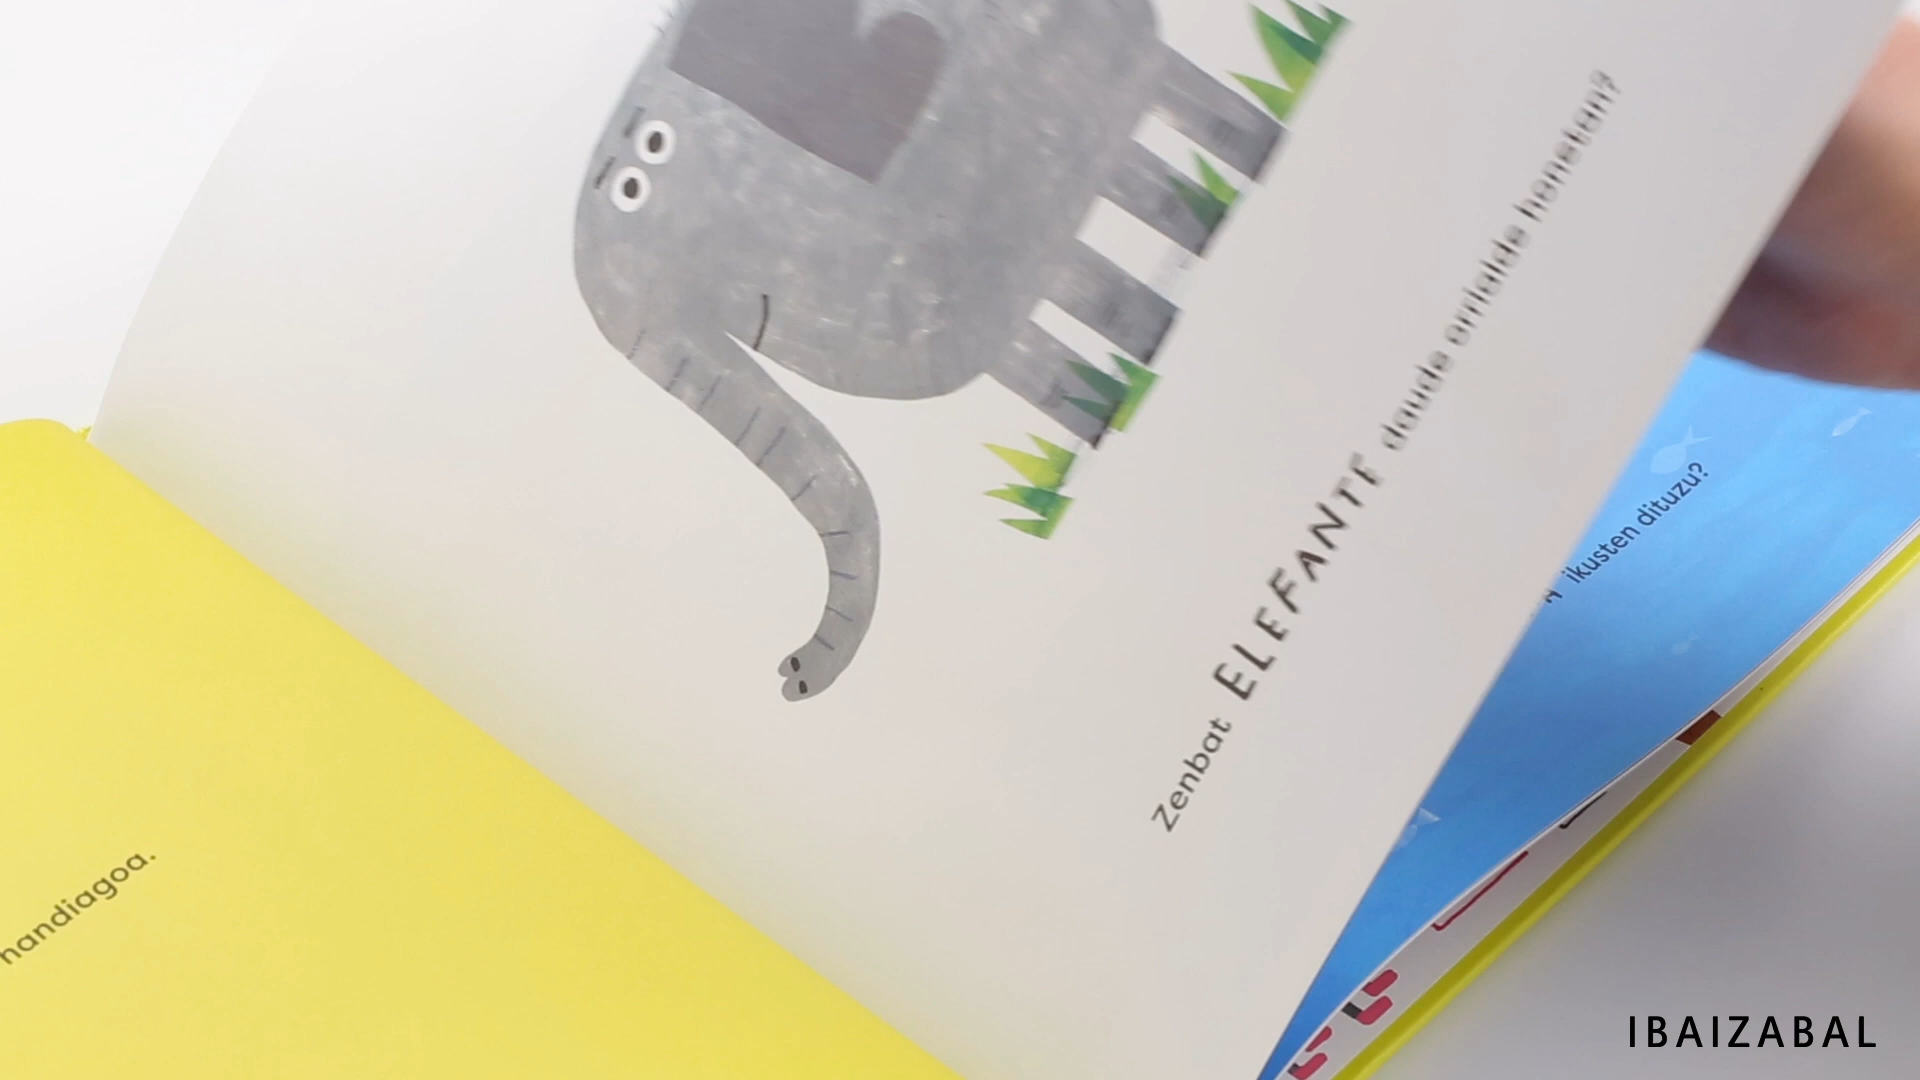 handiagoa.
Zenbat ELEFANTE daude orrialde honetan?
ikusten dituzu?
IBAIZABAL